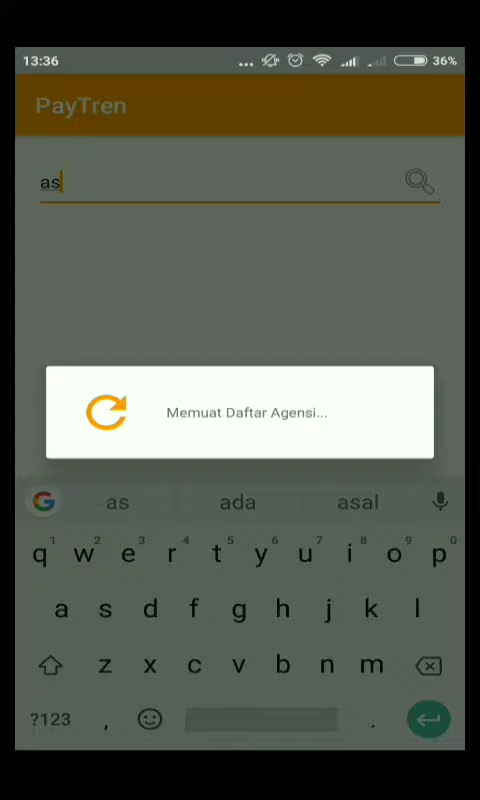 13:36 ... 36%
PayTren
as
Memuat Daftar Agensi...
as ada asal
1 2 3 4 5 6 7 8 9 0
q w e r t y u i o p
a s d f g h j k l
z x c v b n m
?123 , .